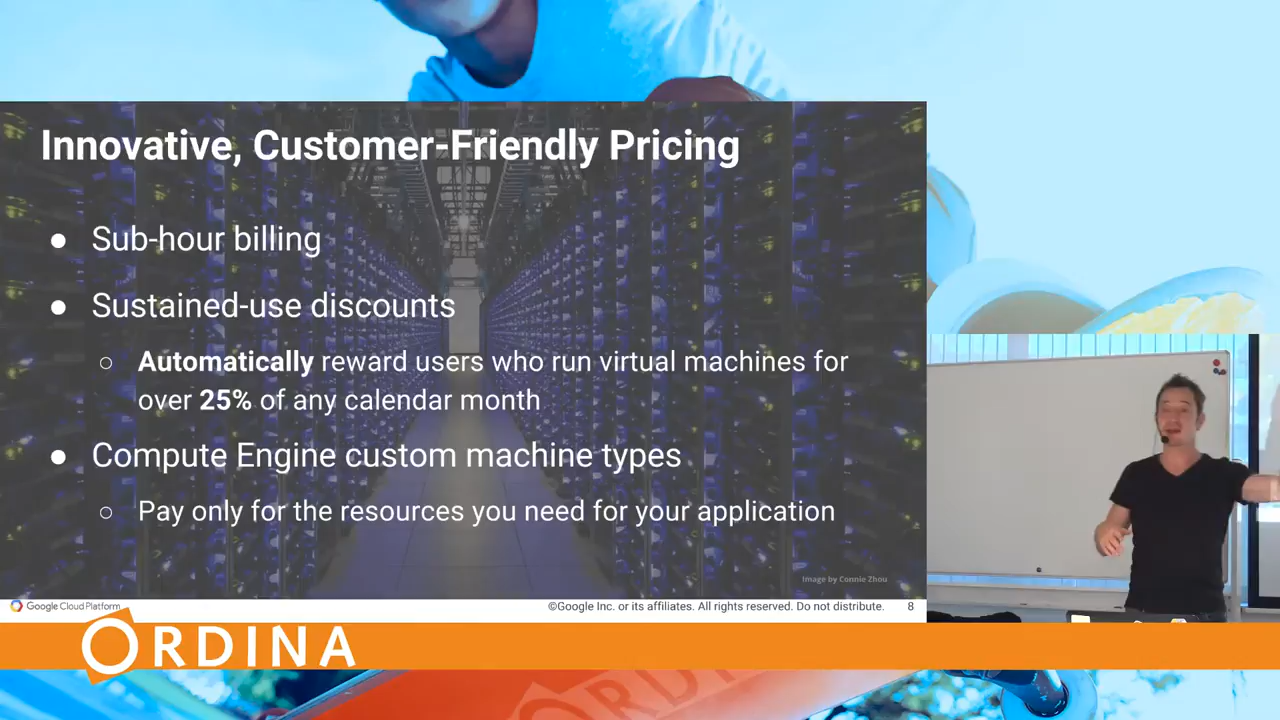 Innovative, Customer-Friendly Pricing
● Sub-hour billing
● Sustained-use discounts
○ Automatically reward users who run virtual machines for
over 25% of any calendar month
● Compute Engine custom machine types
○ Pay only for the resources you need for your application
Image by Connie Zhou
Google Cloud Platform
©Google Inc. or its affiliates. All rights reserved. Do not distribute.
8
ORDINA
ORDINA